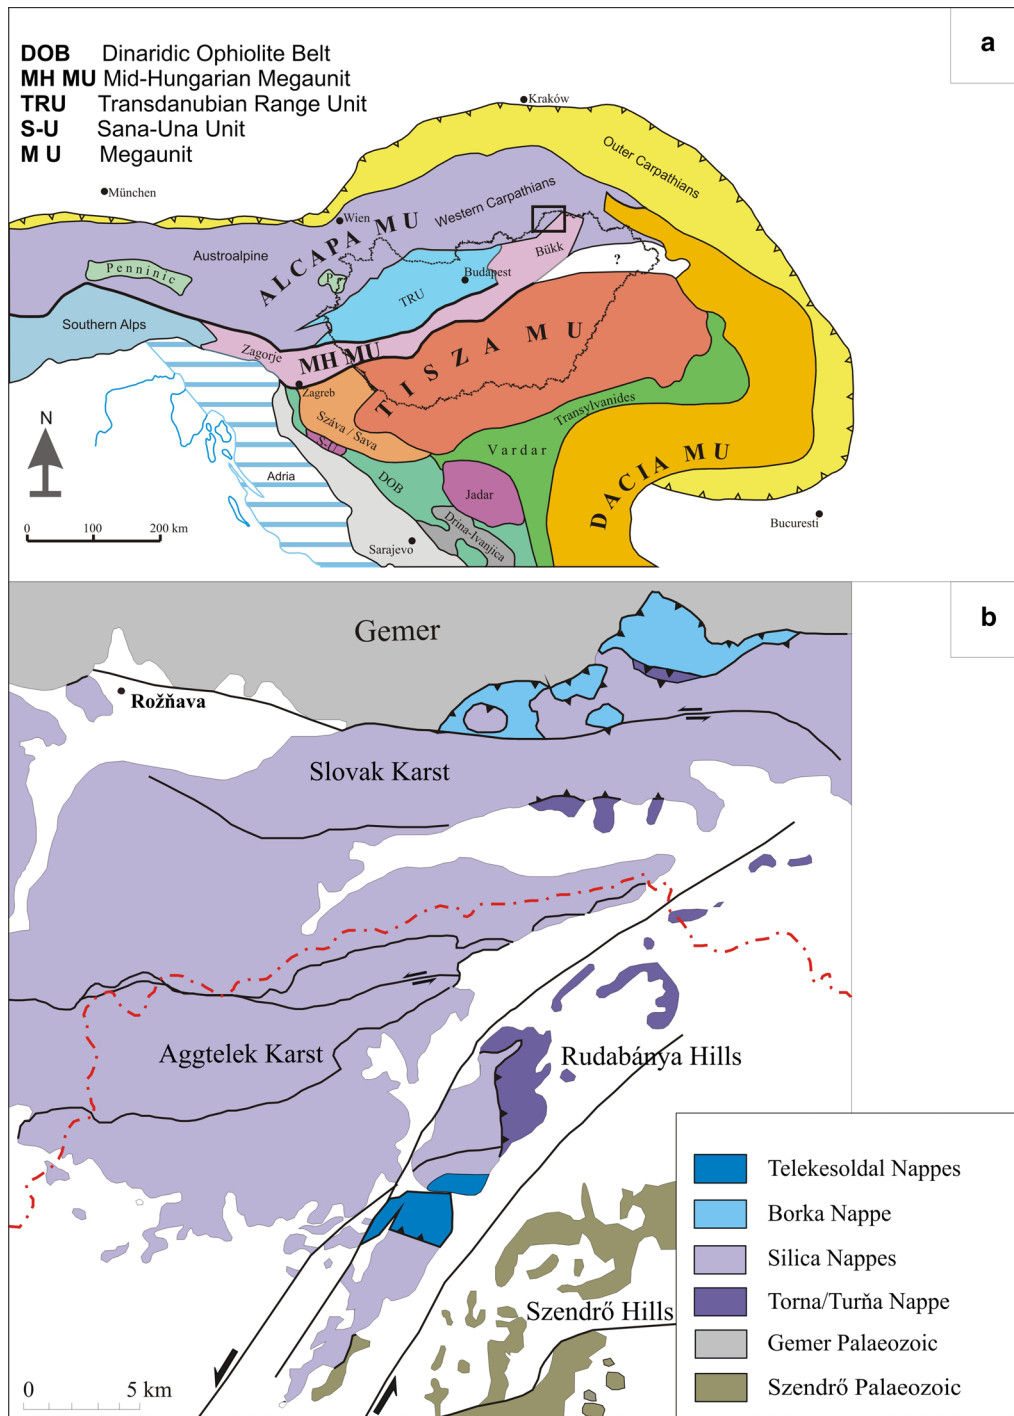 a
DOB Dinaridic Ophiolite Belt
MH MU Mid-Hungarian Megaunit
TRU Transdanubian Range Unit
S-U Sana-Una Unit
M U Megaunit
Kraków
Outer Carpathians
München
Wien
Western Carpathians
ALCAPA MU
Austroalpine
Penninic
P.
Bükk
?
Budapest
TRU
Southern Alps
Zagorje
MH MU
TISZA MU
Zagreb
Száva / Sava
Transylvanides
S-U
Vardar
N
Adria
DOB
Jadar
DACIA MU
Drina-Ivanjica
Bucuresti
Sarajevo
0 100 200 km
b
Gemer
Rožňava
Slovak Karst
Aggtelek Karst
Rudabánya Hills
Szendrő Hills
Telekesoldal Nappes
Borka Nappe
Silica Nappes
Torna/Turňa Nappe
Gemer Palaeozoic
Szendrő Palaeozoic
0 5 km